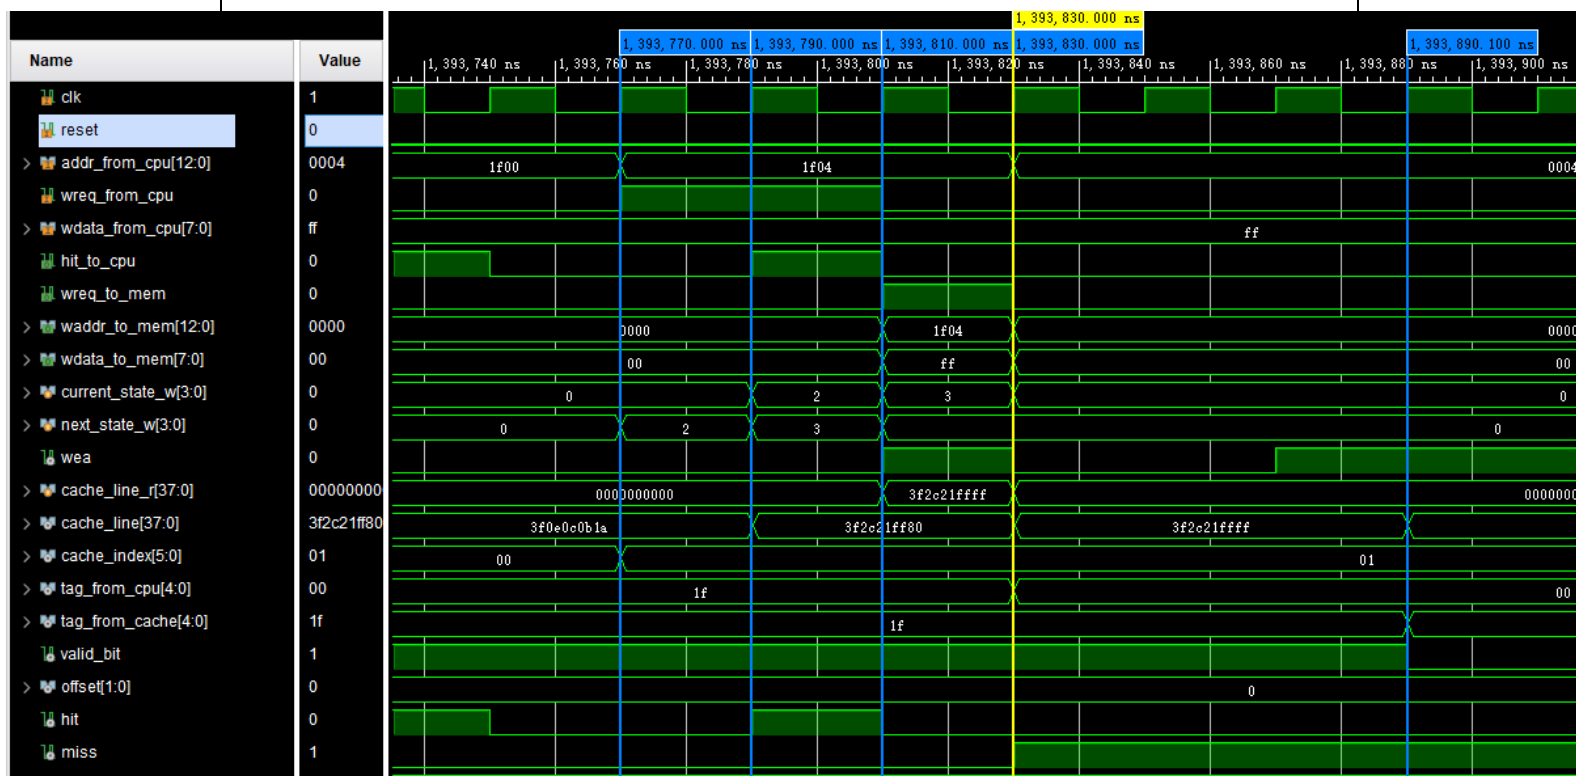 1,393,830.000 ns
1,393,770.000 ns 1,393,790.000 ns 1,393,810.000 ns 1,393,830.000 ns 1,393,890.100 ns
Name Value 1,393,740 ns 1,393,760 ns 1,393,780 ns 1,393,800 ns 1,393,820 ns 1,393,840 ns 1,393,860 ns 1,393,880 ns 1,393,900 ns
clk 1
reset 0
addr_from_cpu[12:0] 0004 1f00 1f04 0004
wreq_from_cpu 0
wdata_from_cpu[7:0] ff ff
hit_to_cpu 0
wreq_to_mem 0
waddr_to_mem[12:0] 0000 0000 1f04 0000
wdata_to_mem[7:0] 00 00 ff 00
current_state_w[3:0] 0 0 2 3 0
next_state_w[3:0] 0 0 2 3 0
wea 0
cache_line_r[37:0] 00000000 0000000000 3f2c21ffff 0000000
cache_line[37:0] 3f2c21ff80 3f0e0c0b1a 3f2c21ff80 3f2c21ffff
cache_index[5:0] 01 00 01
tag_from_cpu[4:0] 00 1f 00
tag_from_cache[4:0] 1f 1f
valid_bit 1
offset[1:0] 0 0
hit 0
miss 1